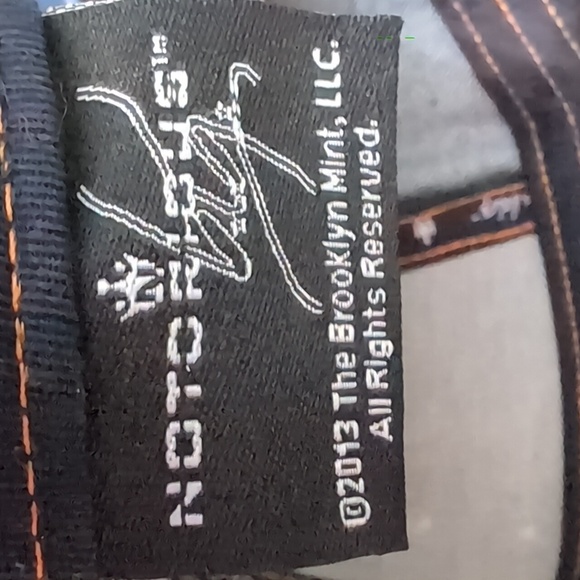 NOTORIOUS™
©2013 The Brooklyn Mint, LLC.
All Rights Reserved.